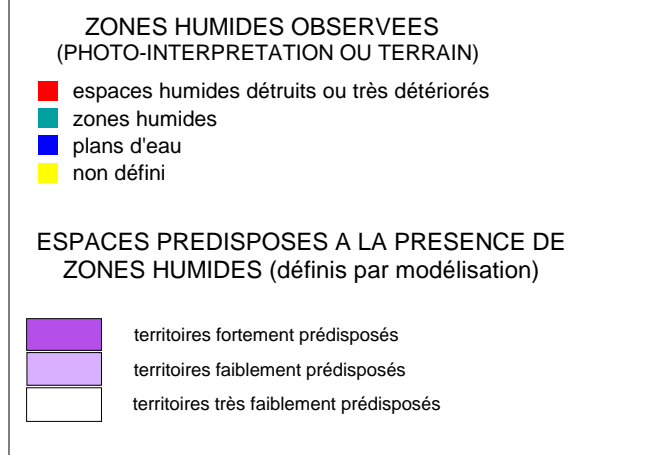 ZONES HUMIDES OBSERVEES
(PHOTO-INTERPRETATION OU TERRAIN)
espaces humides détruits ou très détériorés
zones humides
plans d'eau
non défini
ESPACES PREDISPOSES A LA PRESENCE DE
ZONES HUMIDES (définis par modélisation)
territoires fortement prédisposés
territoires faiblement prédisposés
territoires très faiblement prédisposés